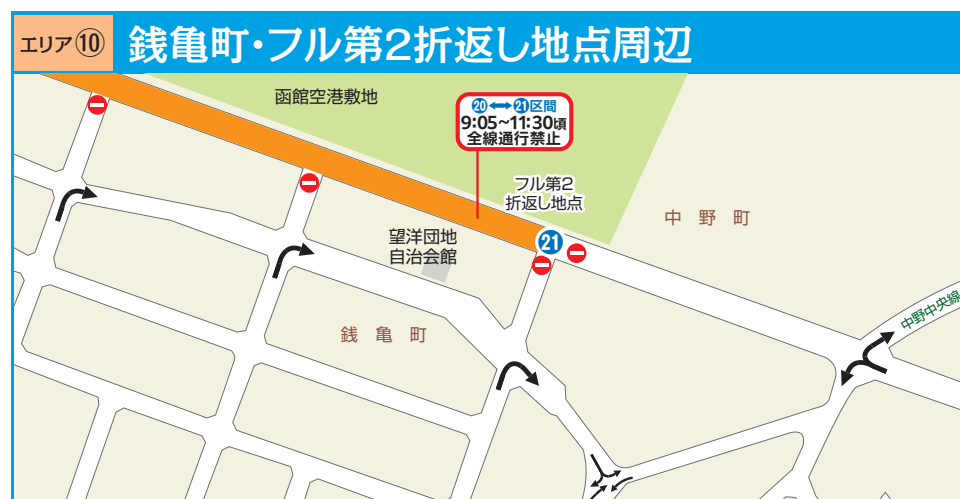 エリア⑩
銭亀町・フル第2折返し地点周辺
函館空港敷地
⑳⟷㉑区間
9:05~11:30頃
全線通行禁止
フル第2
折返し地点
中野町
望洋団地
自治会館
21
銭亀町
中野中央線